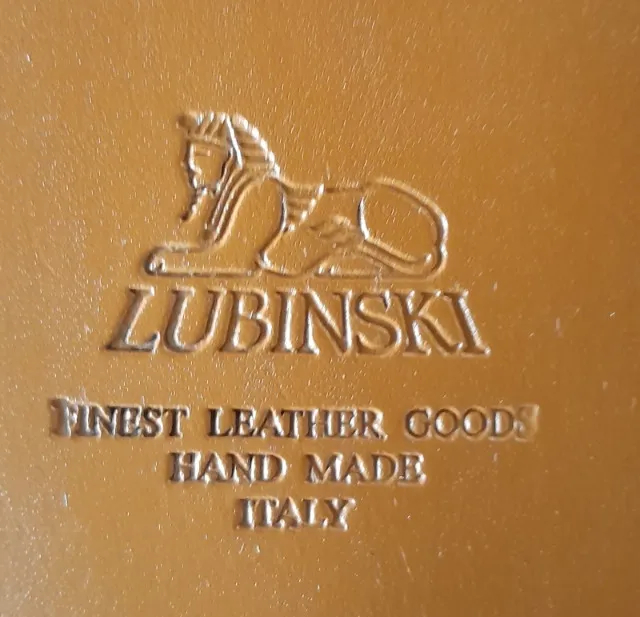 LUBINSKI
FINEST LEATHER GOODS
HAND MADE
ITALY